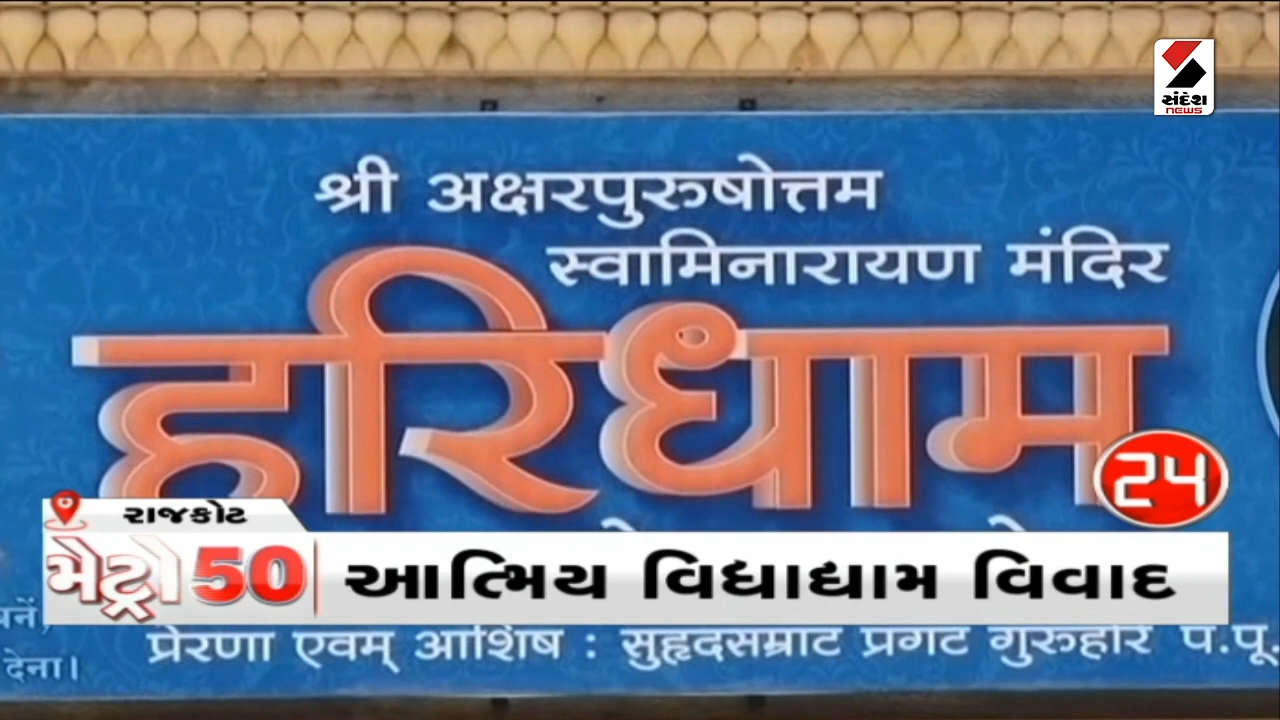 સંદેશ
NEWS
श्री अक्षरपुरुषोत्तम
स्वामिनारायण मंदिर
हरिधाम
24
રાજકોટ
મેટ્રો 50
આત્મિય વિદ્યાદ્યામ વિવાદ
देना।
प्रेरणा एवम् आशिष : सुहृदसम्राट प्रगट गुरुहरि प.पू.